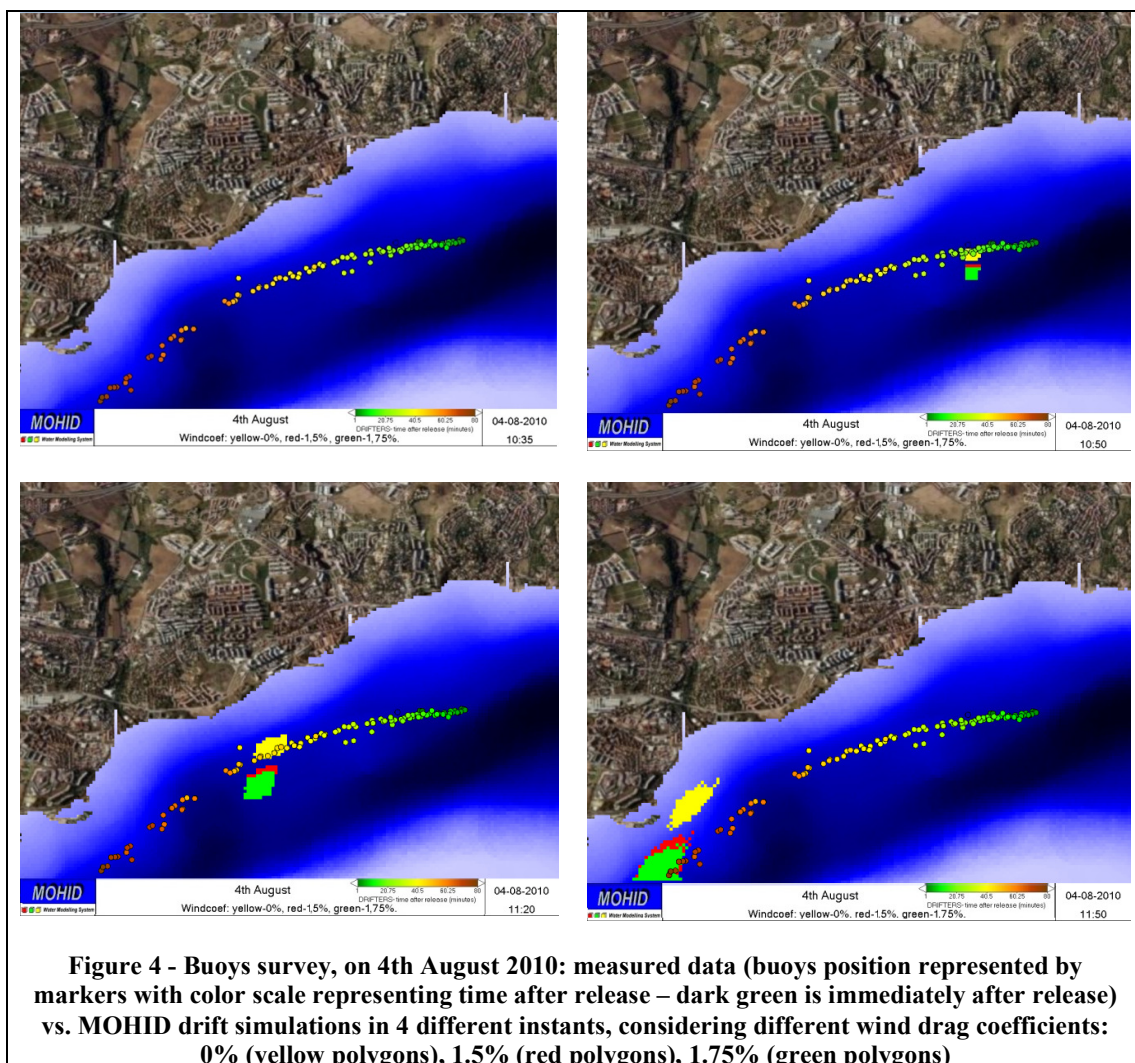 MOHID
Water Modelling System
4th August
Windcoef: yellow-0%, red-1,5% , green-1,75%.
1 20.75 40.5 60.25 80
DRIFTERS- time after release (minutes)
04-08-2010
10:35
MOHID
Water Modelling System
4th August
Windcoef: yellow-0%, red-1,5%, green-1,75%.
1 20.75 40.5 60.25 80
DRIFTERS- time after release (minutes)
04-08-2010
10:50
MOHID
Water Modelling System
4th August
Windcoef: yellow-0%, red-1,5%, green-1,75%.
1 20.75 40.5 60.25 80
DRIFTERS- time after release (minutes)
04-08-2010
11:20
MOHID
Water Modelling System
4th August
Windcoef: yellow-0%. red-1.5%. green-1.75%.
1 20.75 40.5 60.25 80
DRIFTERS- time after release (minutes)
04-08-2010
11:50
Figure 4 - Buoys survey, on 4th August 2010: measured data (buoys position represented by
markers with color scale representing time after release – dark green is immediately after release)
vs. MOHID drift simulations in 4 different instants, considering different wind drag coefficients:
0% (yellow polygons), 1.5% (red polygons), 1.75% (green polygons)